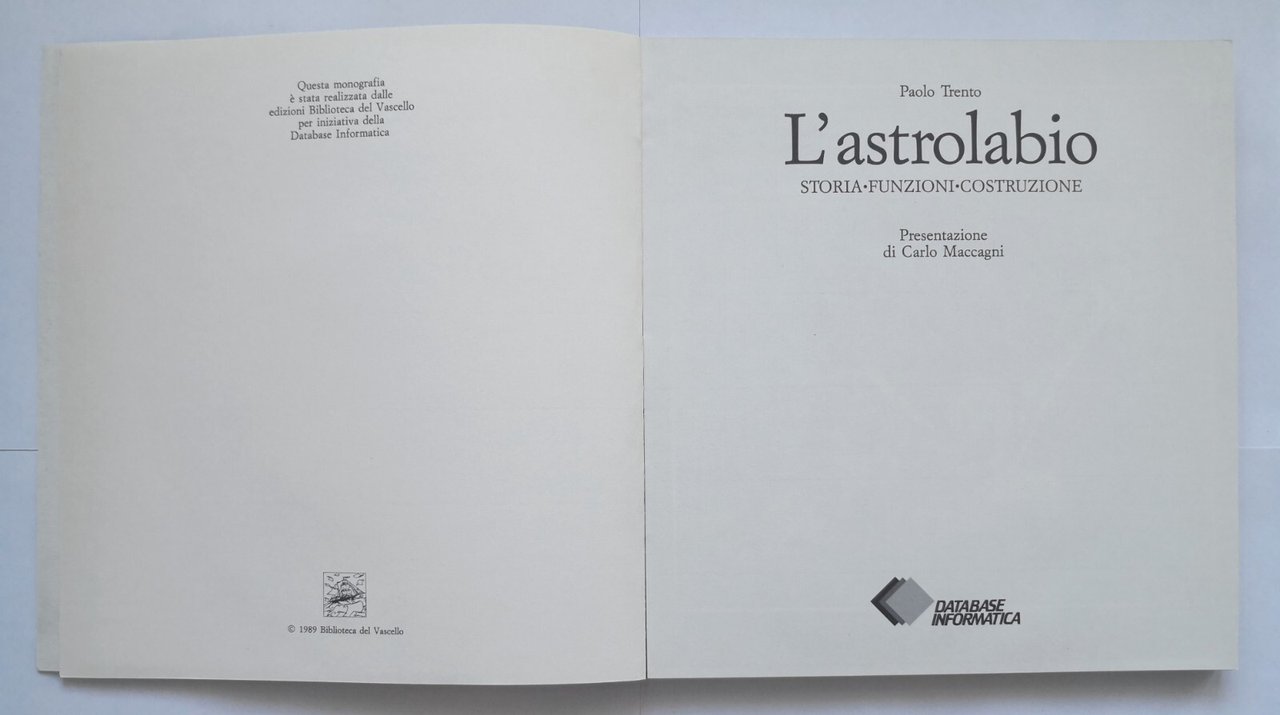 Questa monografia
è stata realizzata dalle
edizioni Biblioteca del Vascello
per iniziativa della
Database Informatica
© 1989 Biblioteca del Vascello
Paolo Trento
L'astrolabio
STORIA•FUNZIONI•COSTRUZIONE
Presentazione
di Carlo Maccagni
DATABASE
INFORMATICA